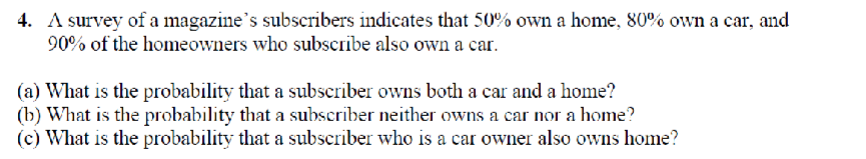 4. A survey of a magazine's subscribers indicates that 50% own a home, 80% own a car, and
90% of the homeowners who subscribe also own a car.
(a) What is the probability that a subscriber owns both a car and a home?
(b) What is the probability that a subscriber neither owns a car nor a home?
(c) What is the probability that a subscriber who is a car owner also owns home?